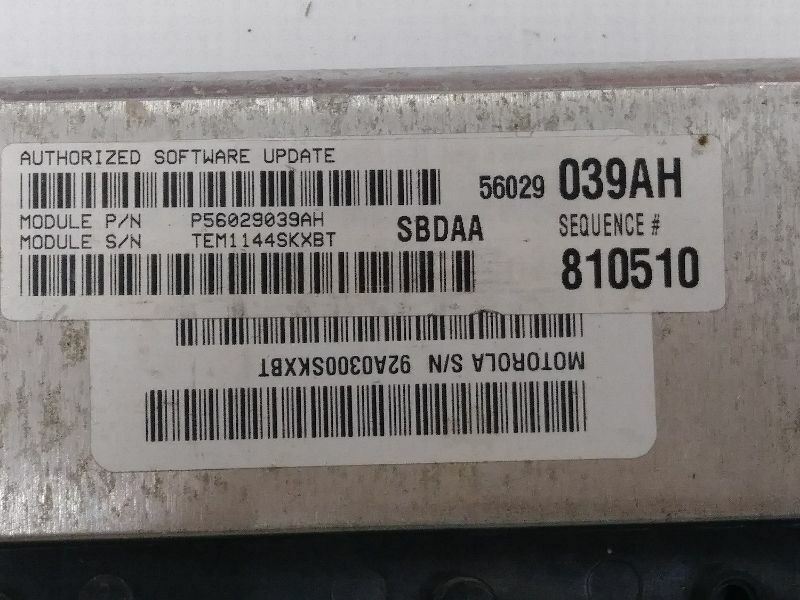 AUTHORIZED SOFTWARE UPDATE
56029 039AH
MODULE P/N P56029039AH
MODULE S/N TEM1144SKXBT
SBDAA
SEQUENCE #
810510
MOTOROLA S/N 92A0300SKXBT